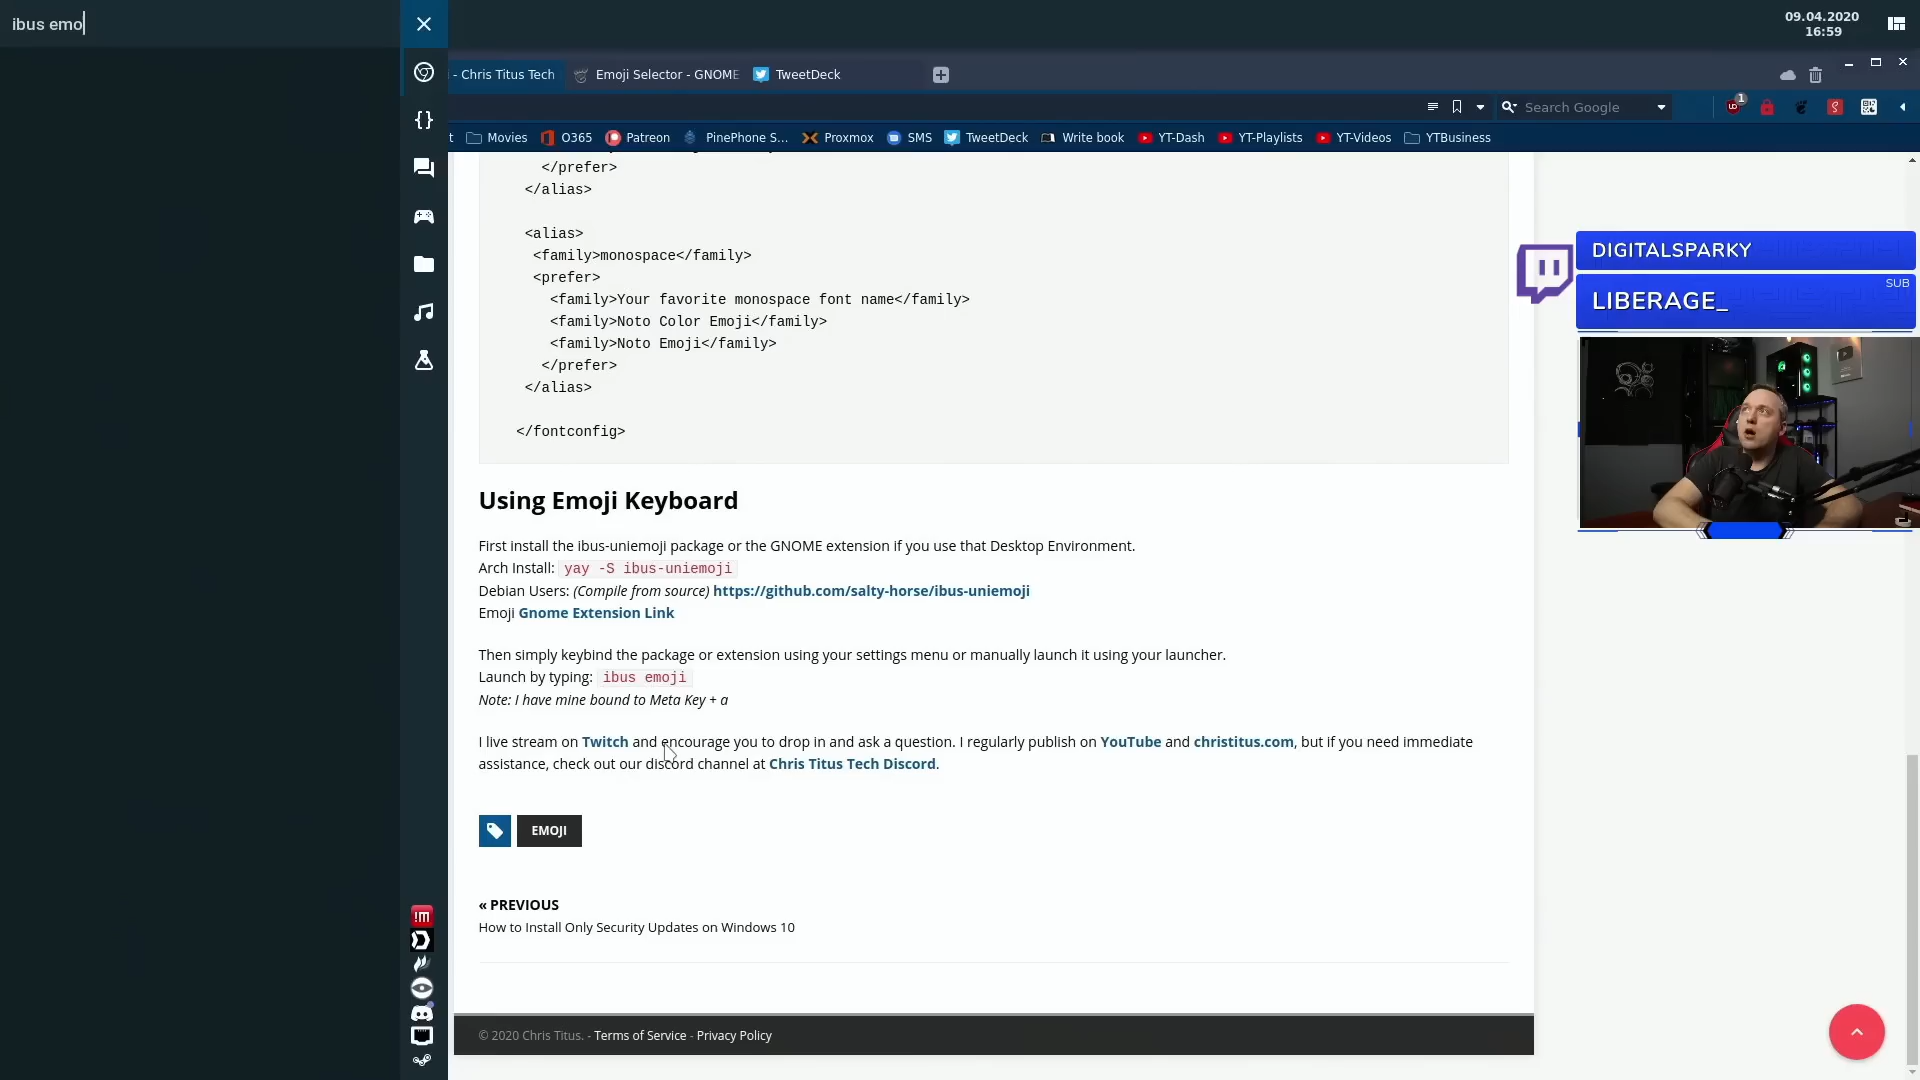 ibus emo
09.04.2020
16:59
- Chris Titus Tech
Emoji Selector - GNOME
TweetDeck
Search Google
1
Movies
O365
Patreon
PinePhone S...
Proxmox
SMS
TweetDeck
Write book
YT-Dash
YT-Playlists
YT-Videos
YTBusiness
</prefer>
</alias>
<alias>
<family>monospace</family>
<prefer>
<family>Your favorite monospace font name</family>
<family>Noto Color Emoji</family>
<family>Noto Emoji</family>
</prefer>
</alias>
</fontconfig>
DIGITALSPARKY
SUB
LIBERAGE_
Using Emoji Keyboard
First install the ibus-uniemoji package or the GNOME extension if you use that Desktop Environment.
Arch Install: yay -S ibus-uniemoji
Debian Users: (Compile from source) https://github.com/salty-horse/ibus-uniemoji
Emoji Gnome Extension Link
Then simply keybind the package or extension using your settings menu or manually launch it using your launcher.
Launch by typing: ibus emoji
Note: I have mine bound to Meta Key + a
I live stream on Twitch and encourage you to drop in and ask a question. I regularly publish on YouTube and christitus.com, but if you need immediate
assistance, check out our discord channel at Chris Titus Tech Discord.
EMOJI
« PREVIOUS
How to Install Only Security Updates on Windows 10
© 2020 Chris Titus. - Terms of Service - Privacy Policy